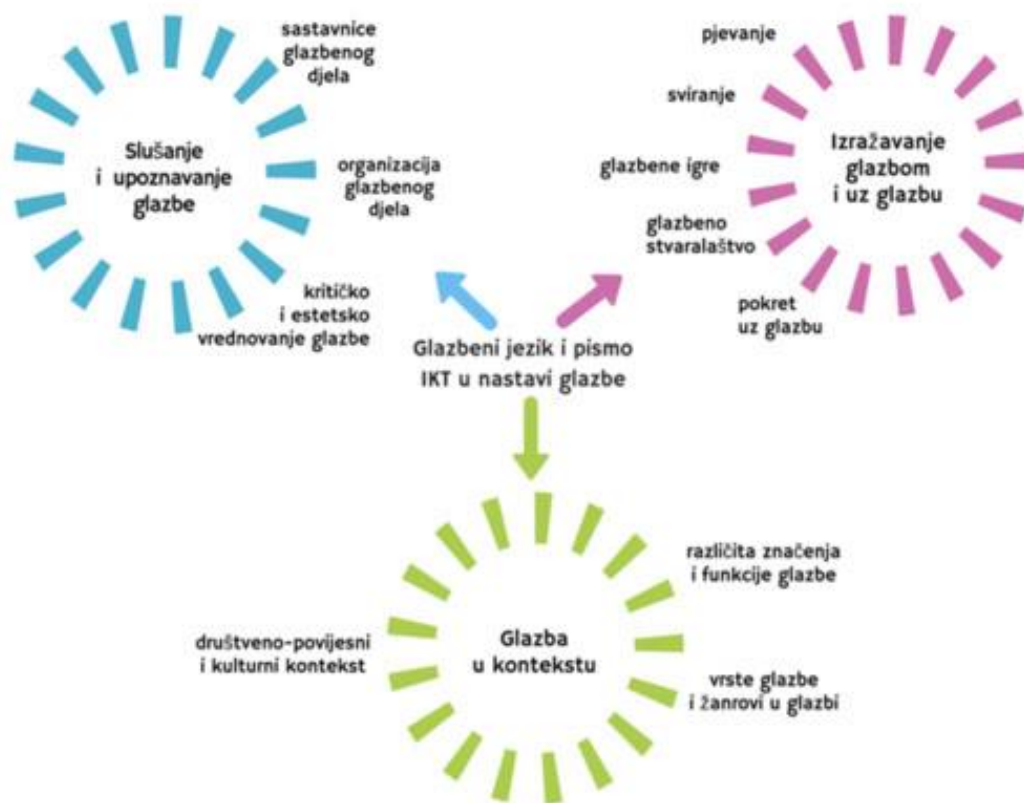 sastavnice
glazbenog
djela
Slušanje
i upoznavanje
glazbe
organizacija
glazbenog
djela
kritičko
i estetsko
vrednovanje glazbe
pjevanje
sviranje
glazbene igre
glazbeno
stvaralaštvo
pokret
uz glazbu
Izražavanje
glazbom
i uz glazbu
Glazbeni jezik i pismo
IKT u nastavi glazbe
različita značenja
i funkcije glazbe
društveno-povijesni
i kulturni kontekst
Glazba
u kontekstu
vrste glazbe
i žanrovi u glazbi